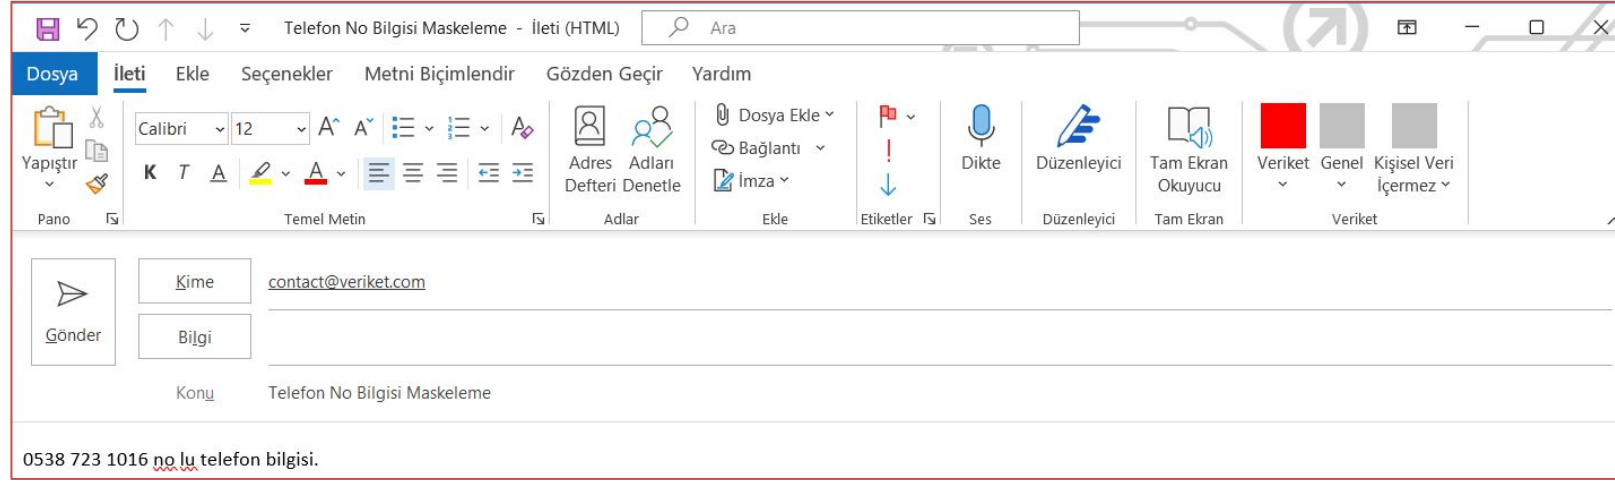 Telefon No Bilgisi Maskeleme - İleti (HTML) Ara
Dosya İleti Ekle Seçenekler Metni Biçimlendir Gözden Geçir Yardım
Yapıştır
Pano
Calibri 12
K T A A
Temel Metin
Adres Defteri
Adları Denetle
Adlar
Dosya Ekle
Bağlantı
İmza
Ekle
Etiketler
Dikte
Ses
Düzenleyici
Düzenleyici
Tam Ekran
Okuyucu
Tam Ekran
Veriket Genel Kişisel Veri
İçermez
Veriket
Gönder
Kime contact@veriket.com
Bilgi
Konu Telefon No Bilgisi Maskeleme
0538 723 1016 no lu telefon bilgisi.